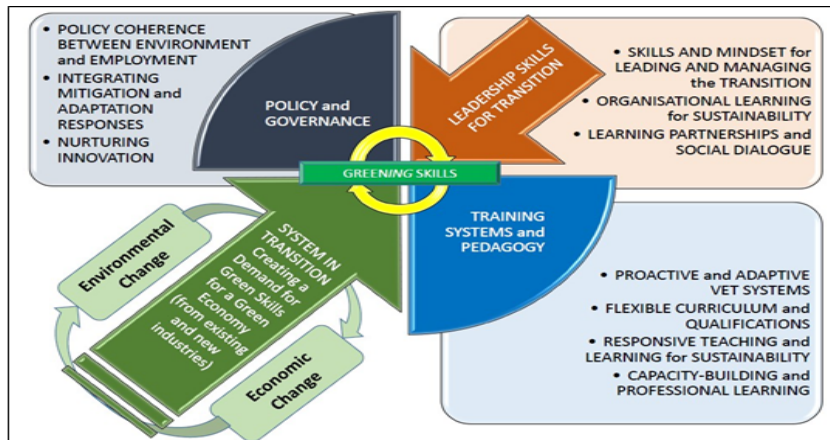 • POLICY COHERENCE
BETWEEN ENVIRONMENT
and EMPLOYMENT
• INTEGRATING
MITIGATION and
ADAPTATION
RESPONSES
• NURTURING
INNOVATION
POLICY and
GOVERNANCE
LEADERSHIP SKILLS
FOR TRANSITION
• SKILLS AND MINDSET for
LEADING AND MANAGING
the TRANSITION
• ORGANISATIONAL LEARNING
for SUSTAINABILITY
• LEARNING PARTNERSHIPS and
SOCIAL DIALOGUE
GREENING SKILLS
Environmental
Change
SYSTEM IN
TRANSITION
Creating a
Demand for
Green Skills
for a Green
Economy
(from existing
and new
industries)
Economic
Change
TRAINING
SYSTEMS and
PEDAGOGY
• PROACTIVE and ADAPTIVE
VET SYSTEMS
• FLEXIBLE CURRICULUM and
QUALIFICATIONS
• RESPONSIVE TEACHING and
LEARNING for SUSTAINABILITY
• CAPACITY-BUILDING and
PROFESSIONAL LEARNING